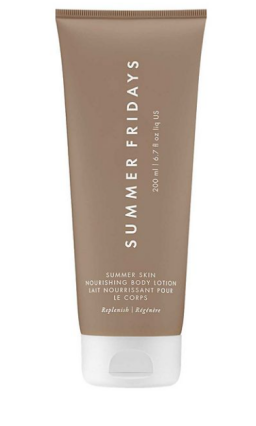 SUMMER FRIDAYS
200 ml | 6.7 fl oz liq US
SUMMER SKIN
NOURISHING BODY LOTION
LAIT NOURRISSANT POUR
LE CORPS
Replenish | Régénère